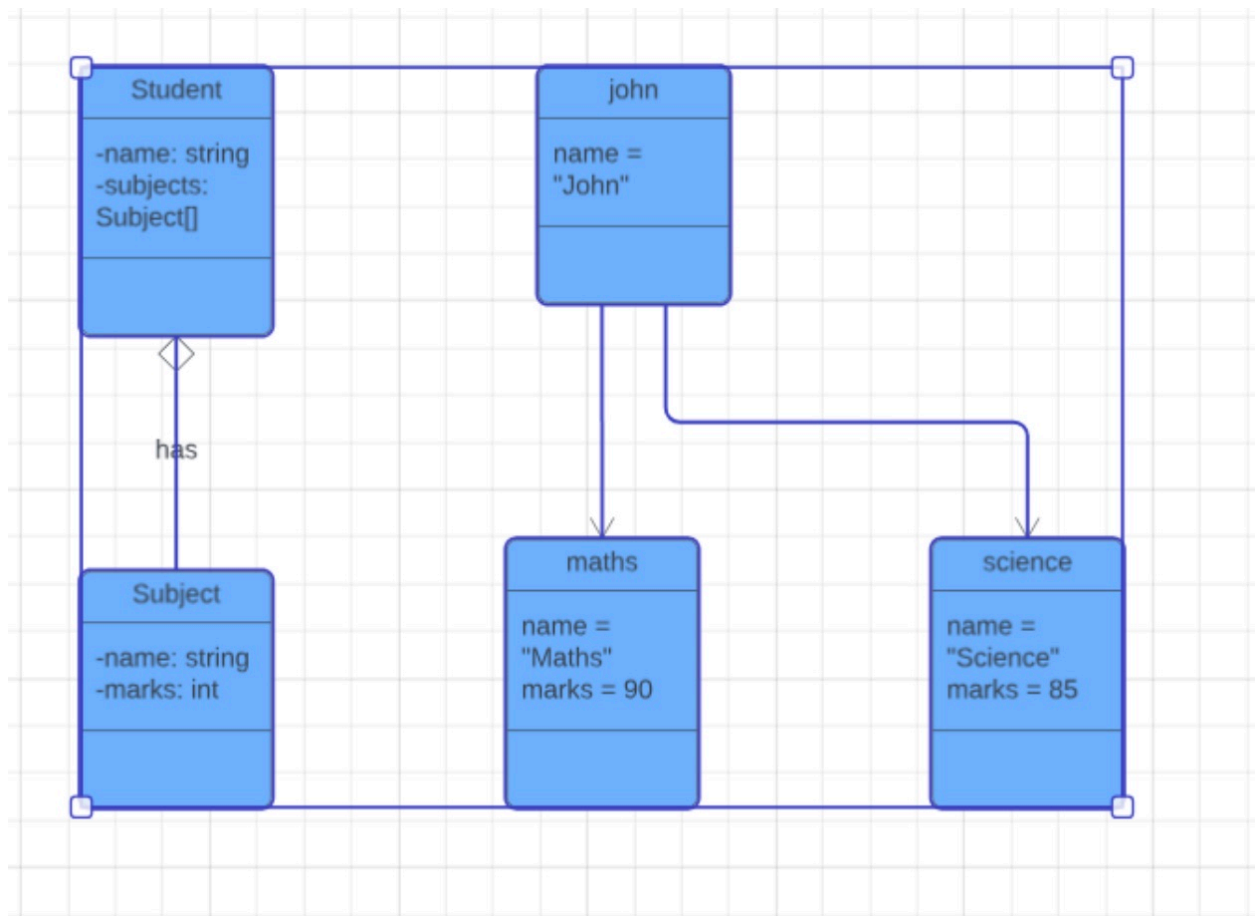 Student
-name: string
-subjects:
Subject[]
has
Subject
-name: string
-marks: int
john
name =
"John"
maths
name =
"Maths"
marks = 90
science
name =
"Science"
marks = 85